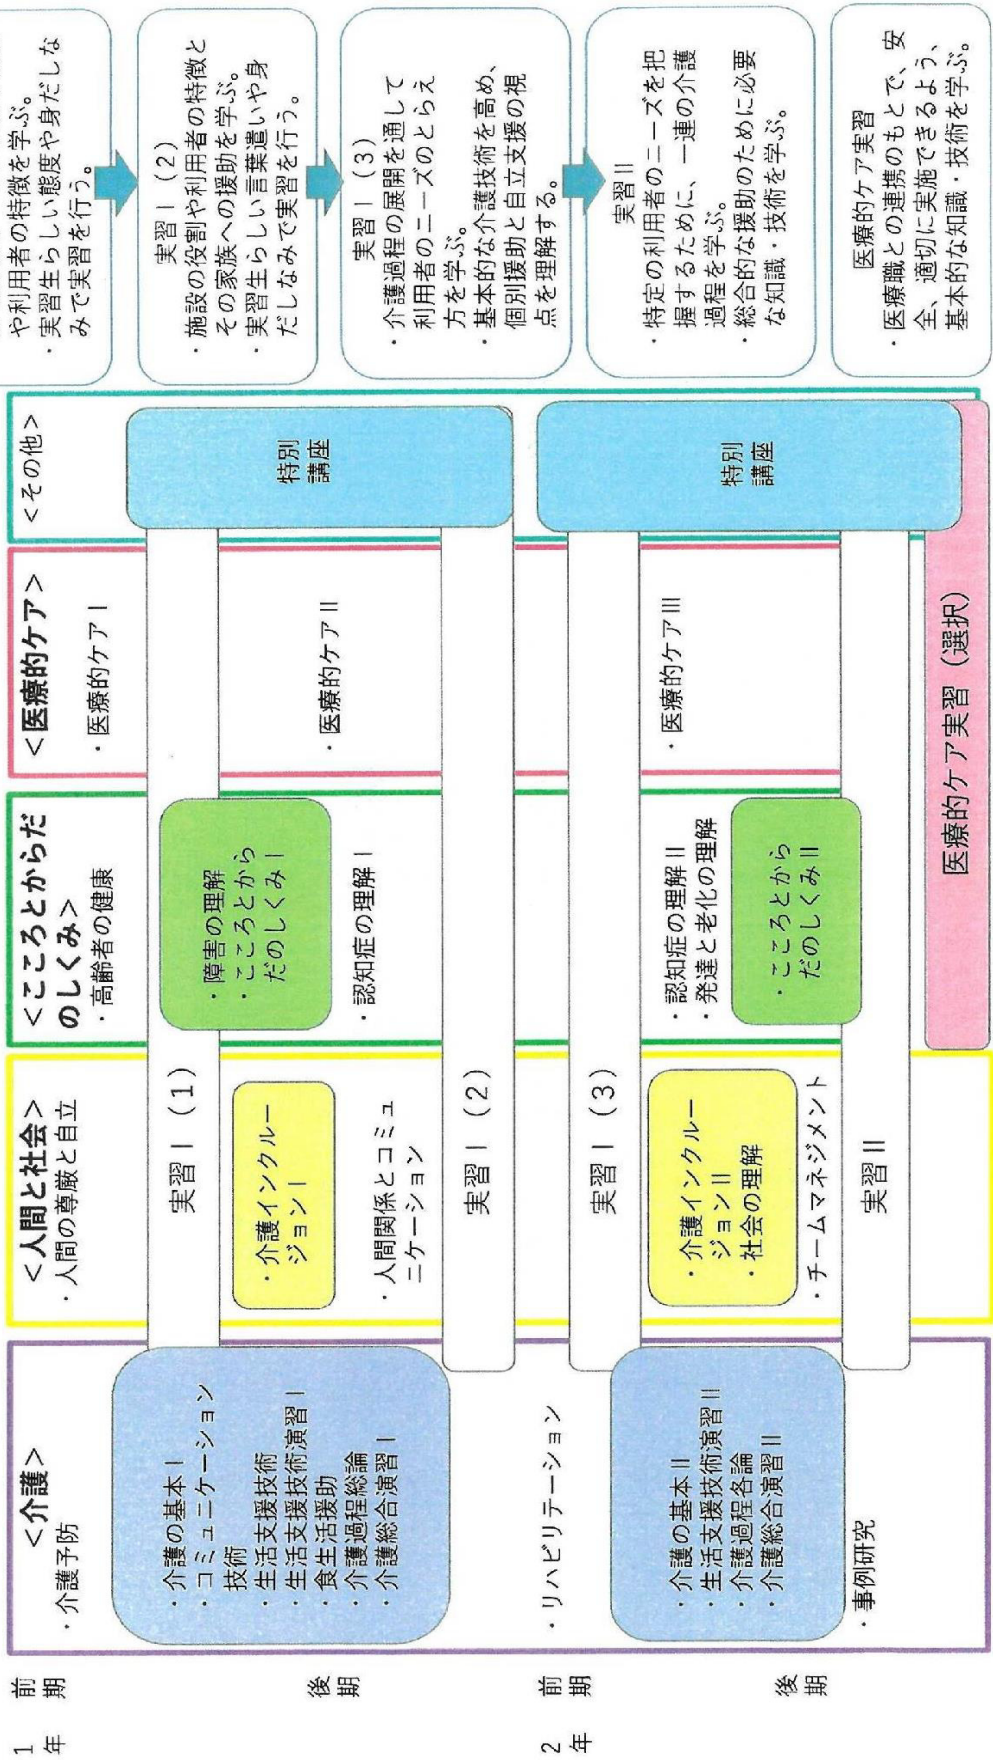 1
年
前
期
後
期
2
年
前
期
後
期
<介護>
・介護予防
・介護の基本Ⅰ
・コミュニケーション
技術
・生活支援技術
・生活支援技術演習Ⅰ
・食生活援助
・介護過程総論
・介護総合演習Ⅰ
・リハビリテーション
・介護の基本Ⅱ
・生活支援技術演習Ⅱ
・介護過程各論
・介護総合演習Ⅱ
・事例研究
<人間と社会>
・人間の尊厳と自立
実習Ⅰ(1)
・介護インクルー
ジョンⅠ
・人間関係とコミュ
ニケーション
実習Ⅰ(2)
実習Ⅰ(3)
・介護インクルー
ジョンⅡ
・社会の理解
・チームマネジメント
実習Ⅱ
<こころとからだ
のしくみ>
・高齢者の健康
・障害の理解
・こころとから
だのしくみⅠ
・認知症の理解Ⅰ
・認知症の理解Ⅱ
・発達と老化の理解
・こころとから
だのしくみⅡ
<医療的ケア>
・医療的ケアⅠ
・医療的ケアⅡ
・医療的ケアⅢ
医療的ケア実習(選択)
<その他>
特別
講座
特別
講座
や利用者の特徴を学ぶ。
・実習生らしい態度や身だしな
みで実習を行う。
実習Ⅰ(2)
・施設の役割や利用者の特徴と
その家族への援助を学ぶ。
・実習生らしい言葉遣いや身
だしなみで実習を行う。
実習Ⅰ(3)
・介護過程の展開を通して
利用者のニーズのとらえ
方を学ぶ。
・基本的な介護技術を高め、
個別援助と自立支援の視
点を理解する。
実習Ⅱ
・特定の利用者のニーズを把
握するために、一連の介護
過程を学ぶ。
・総合的な援助のために必要
な知識・技術を学ぶ。
医療的ケア実習
・医療職との連携のもとで、安
全、適切に実施できるよう、
基本的な知識・技術を学ぶ。